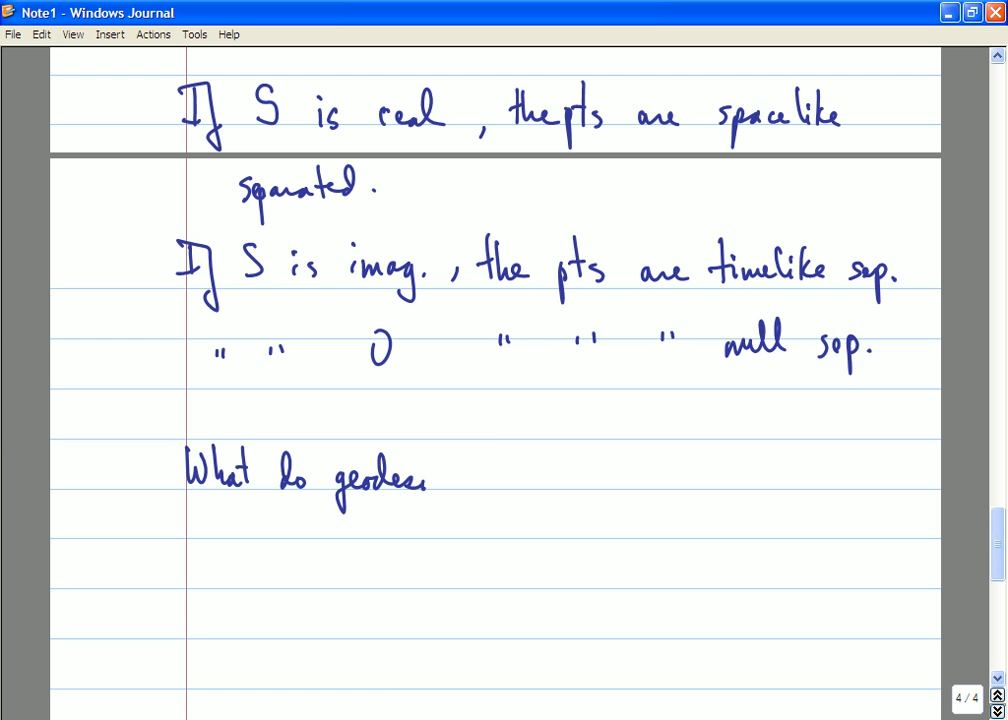 Note1 - Windows Journal
File Edit View Insert Actions Tools Help
If S is real, the pts are spacelike
separated.
If S is imag., the pts are timelike sep.
" " 0 " " " null sep.
What do geodesi
4 / 4